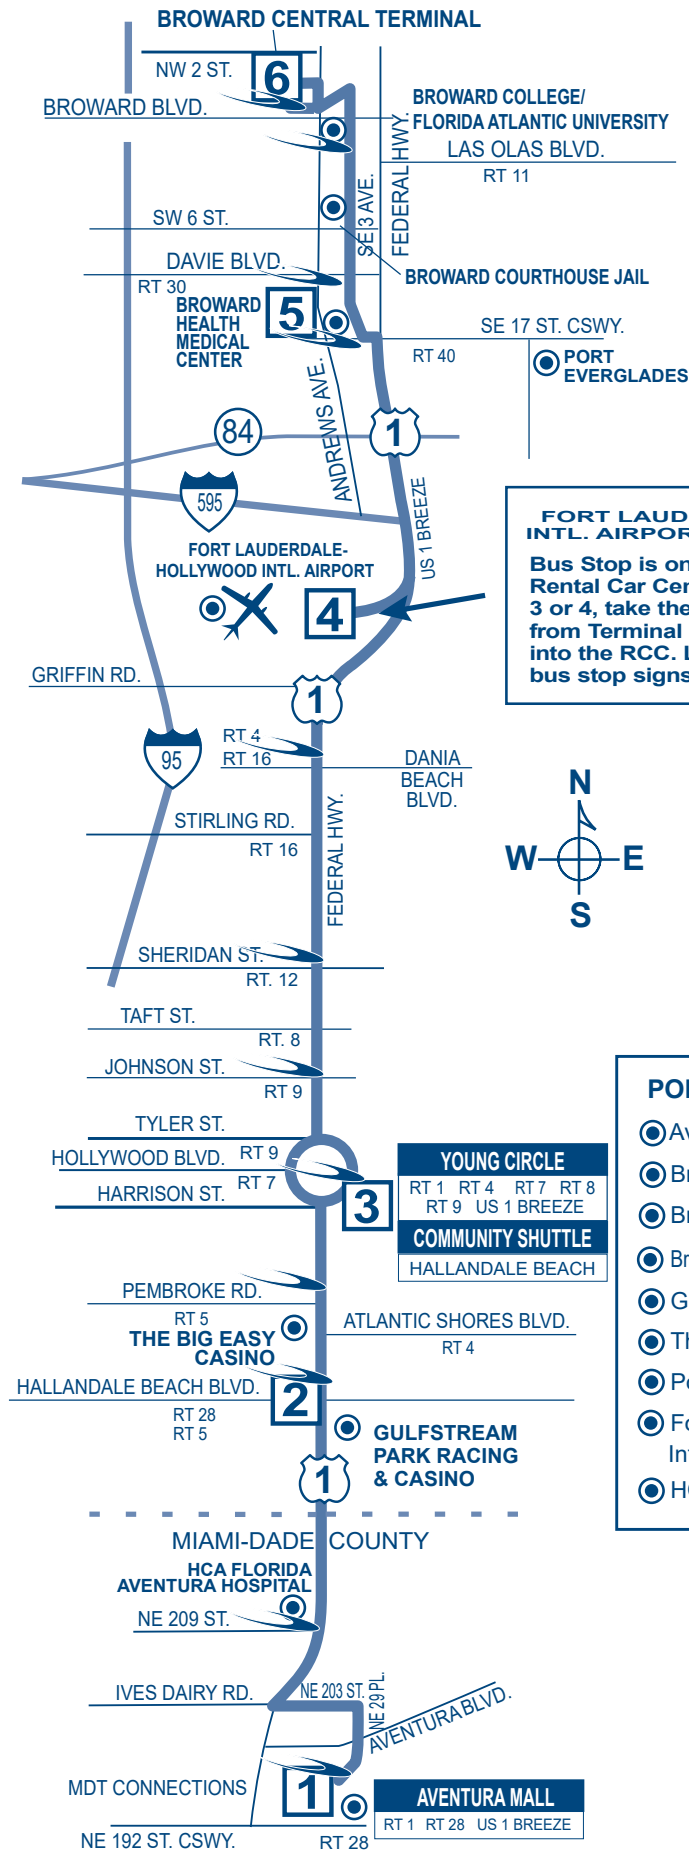 BROWARD CENTRAL TERMINAL
NW 2 ST.
6
BROWARD BLVD.
BROWARD COLLEGE/
FLORIDA ATLANTIC UNIVERSITY
FEDERAL HWY.
LAS OLAS BLVD.
RT 11
SE 3 AVE.
SW 6 ST.
DAVIE BLVD.
RT 30
BROWARD COURTHOUSE JAIL
BROWARD
HEALTH
MEDICAL
CENTER
5
SE 17 ST. CSWY.
RT 40
PORT
EVERGLADES
ANDREWS AVE.
84
1
595
US 1 BREEZE
FORT LAUDERDALE-
HOLLYWOOD INTL. AIRPORT
4
FORT LAUD
INTL. AIRPOR
Bus Stop is on
Rental Car Cen
3 or 4, take the
from Terminal
into the RCC. L
bus stop signs
GRIFFIN RD.
1
95
RT 4
RT 16
DANIA
BEACH
BLVD.
N
W E
S
STIRLING RD.
RT 16
FEDERAL HWY.
SHERIDAN ST.
RT. 12
TAFT ST.
RT. 8
JOHNSON ST.
RT 9
TYLER ST.
HOLLYWOOD BLVD.
RT 9
RT 7
HARRISON ST.
3
YOUNG CIRCLE
RT 1 RT 4 RT 7 RT 8
RT 9 US 1 BREEZE
COMMUNITY SHUTTLE
HALLANDALE BEACH
POI
Av
Br
Br
Br
G
Th
Po
Fo
In
HC
PEMBROKE RD.
RT 5
THE BIG EASY
CASINO
ATLANTIC SHORES BLVD.
RT 4
HALLANDALE BEACH BLVD.
RT 28
RT 5
2
GULFSTREAM
PARK RACING
& CASINO
1
MIAMI-DADE COUNTY
HCA FLORIDA
AVENTURA HOSPITAL
NE 209 ST.
IVES DAIRY RD.
NE 203 ST.
NE 29 PL.
AVENTURA BLVD.
MDT CONNECTIONS
1
AVENTURA MALL
RT 1 RT 28 US 1 BREEZE
NE 192 ST. CSWY.
RT 28